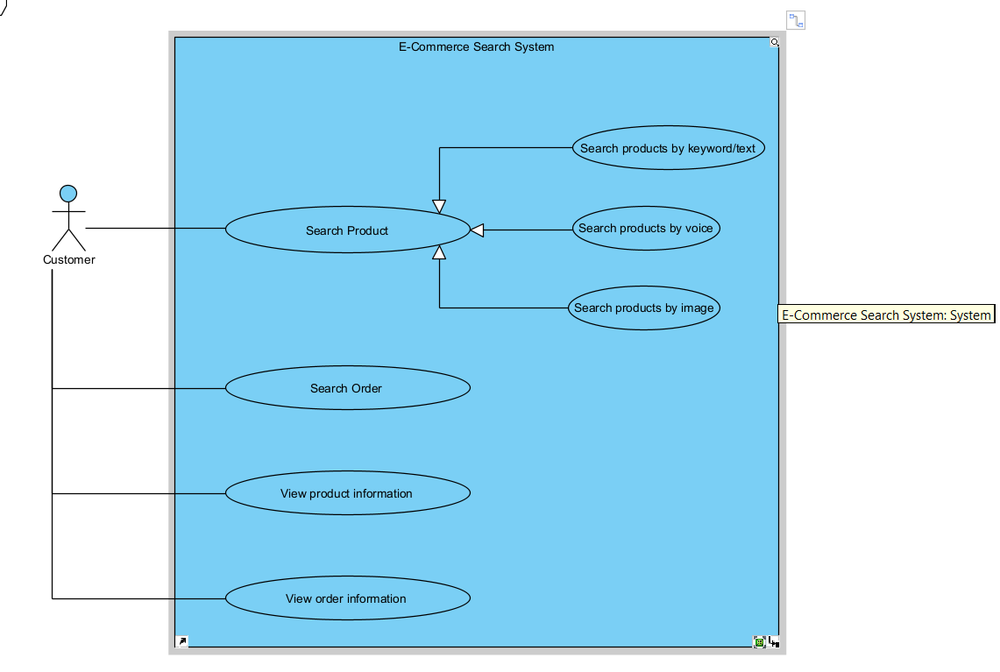 E-Commerce Search System
Search products by keyword/text
Search Product
Search products by voice
Customer
Search products by image
E-Commerce Search System: System
Search Order
View product information
View order information